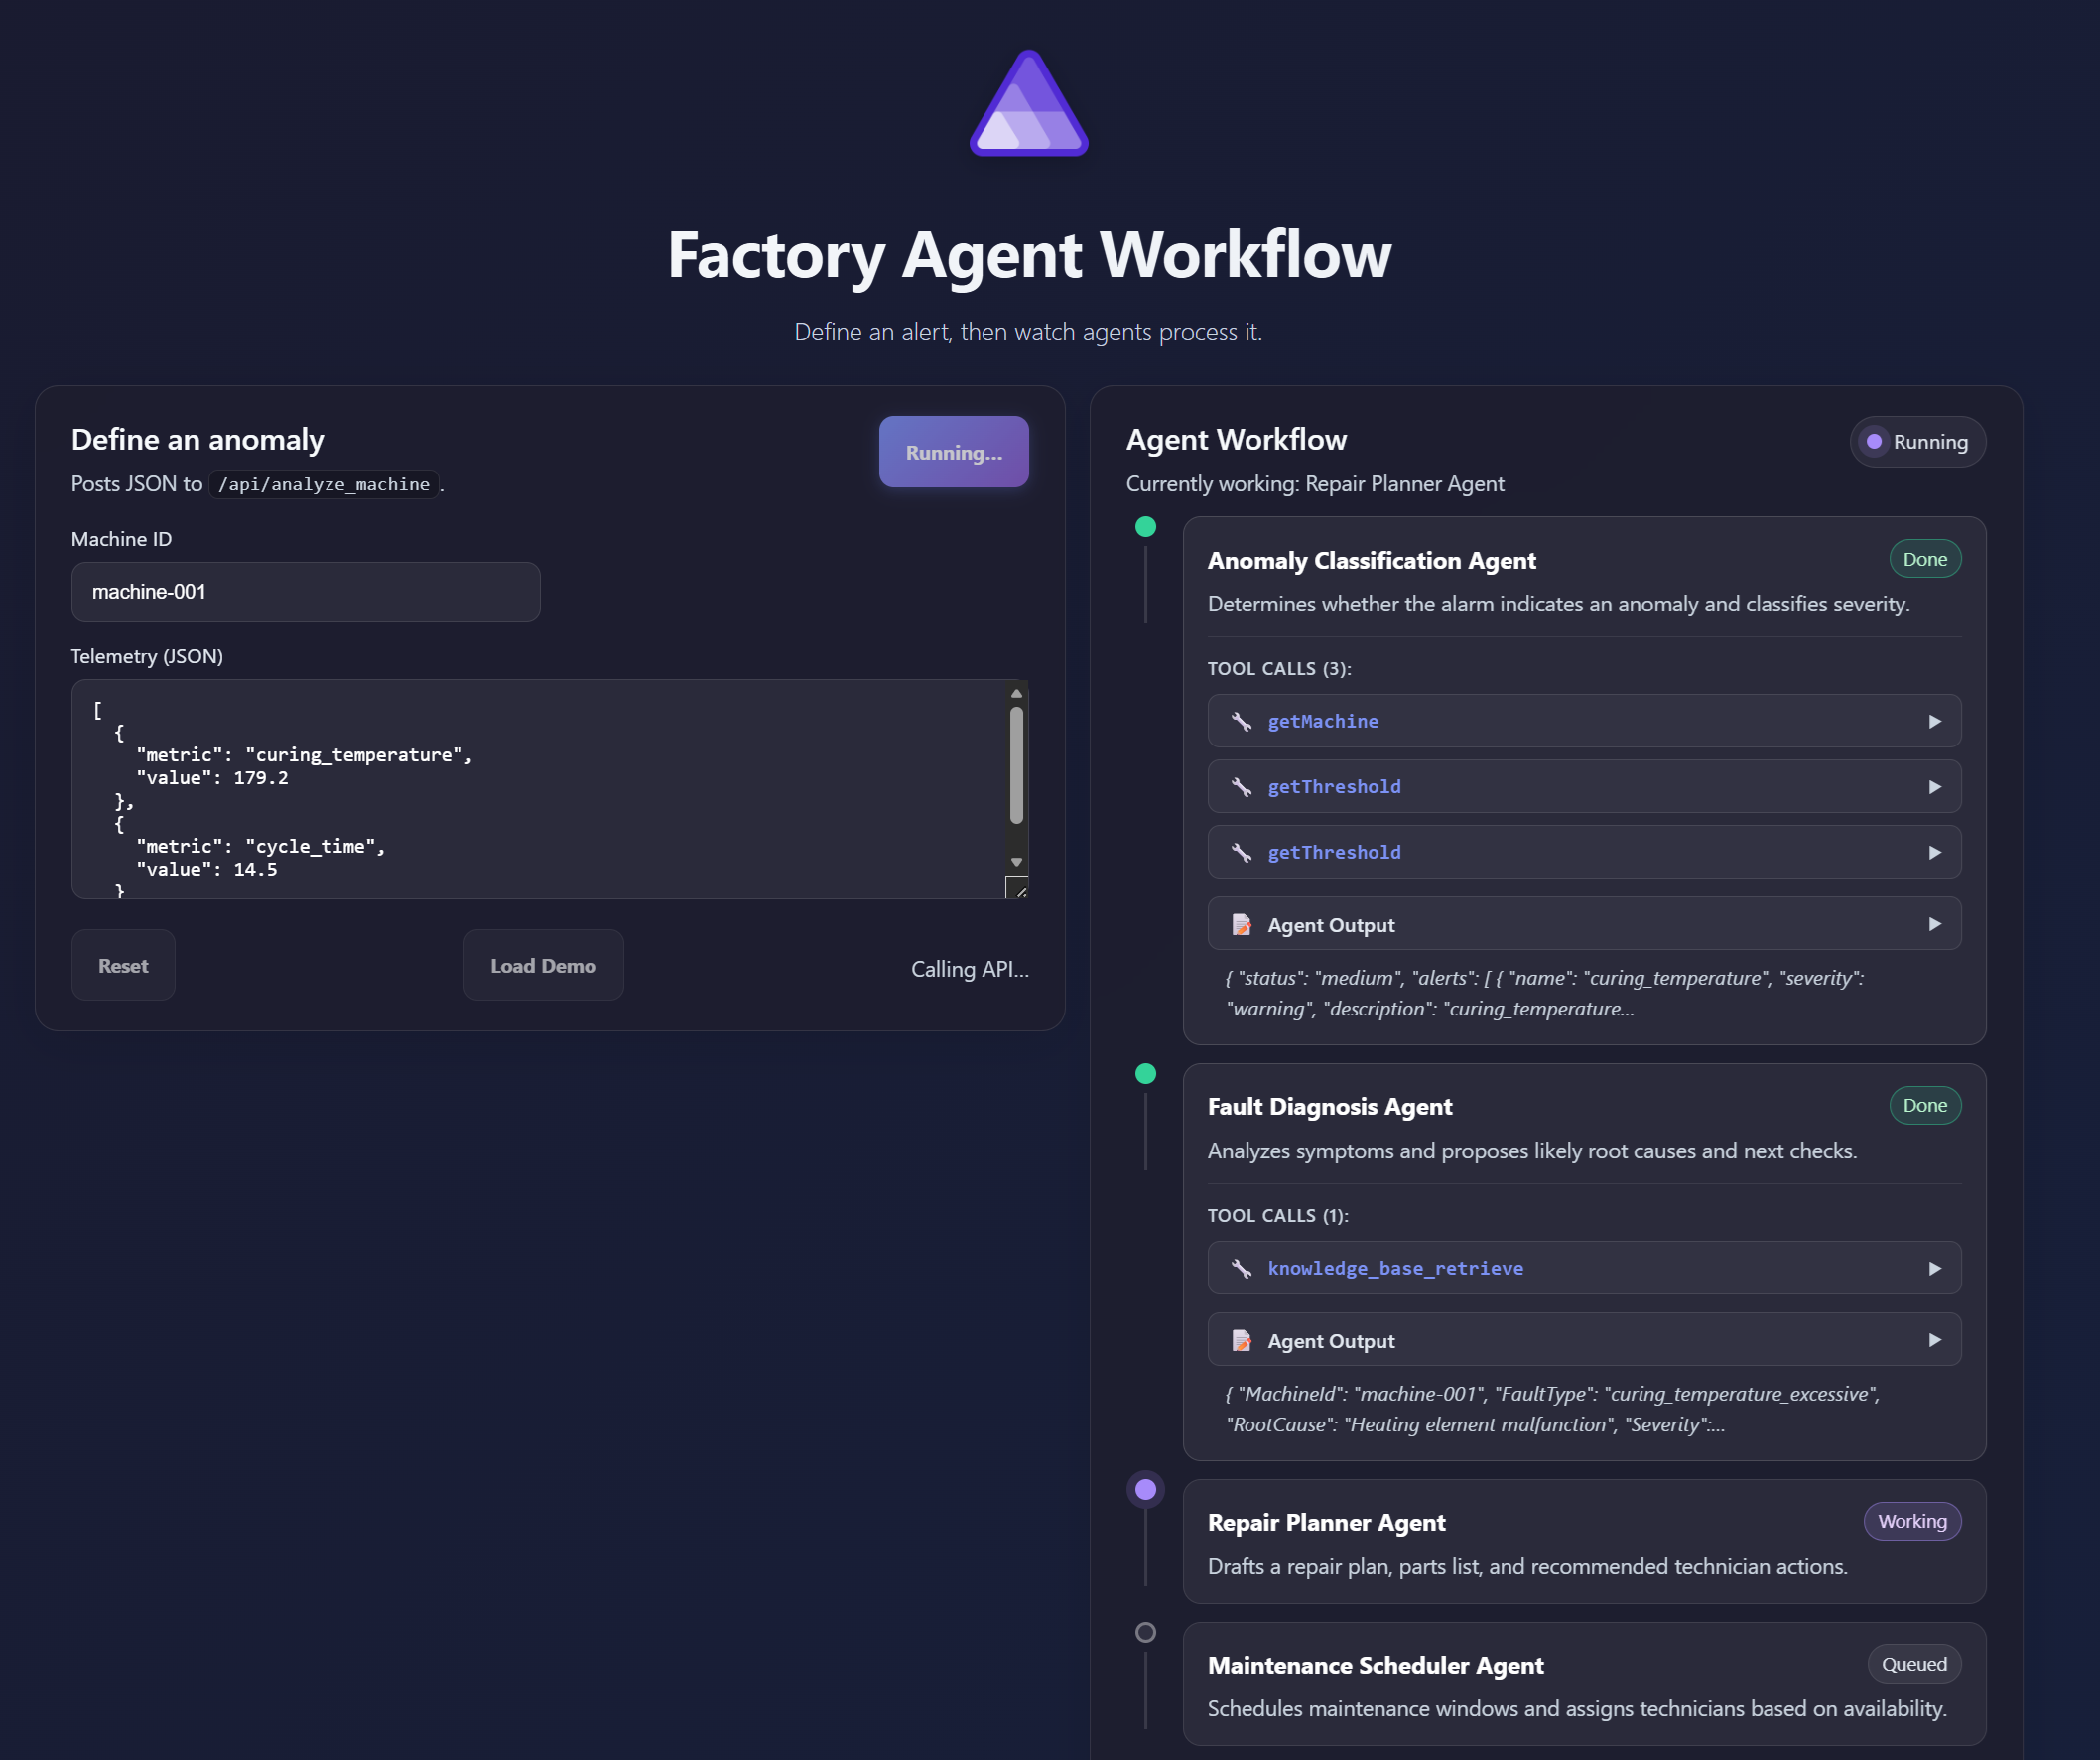 Factory Agent Workflow
Define an alert, then watch agents process it.
Define an anomaly
Running...
Posts JSON to /api/analyze_machine.
Machine ID
machine-001
Telemetry (JSON)
[
{
"metric": "curing_temperature",
"value": 179.2
},
{
"metric": "cycle_time",
"value": 14.5
}
Reset
Load Demo
Calling API...
Agent Workflow
Running
Currently working: Repair Planner Agent
Anomaly Classification Agent
Done
Determines whether the alarm indicates an anomaly and classifies severity.
TOOL CALLS (3):
getMachine
getThreshold
getThreshold
Agent Output
{ "status": "medium", "alerts": [ { "name": "curing_temperature", "severity":
"warning", "description": "curing_temperature...
Fault Diagnosis Agent
Done
Analyzes symptoms and proposes likely root causes and next checks.
TOOL CALLS (1):
knowledge_base_retrieve
Agent Output
{ "MachineId": "machine-001", "FaultType": "curing_temperature_excessive",
"RootCause": "Heating element malfunction", "Severity":...
Repair Planner Agent
Working
Drafts a repair plan, parts list, and recommended technician actions.
Maintenance Scheduler Agent
Queued
Schedules maintenance windows and assigns technicians based on availability.